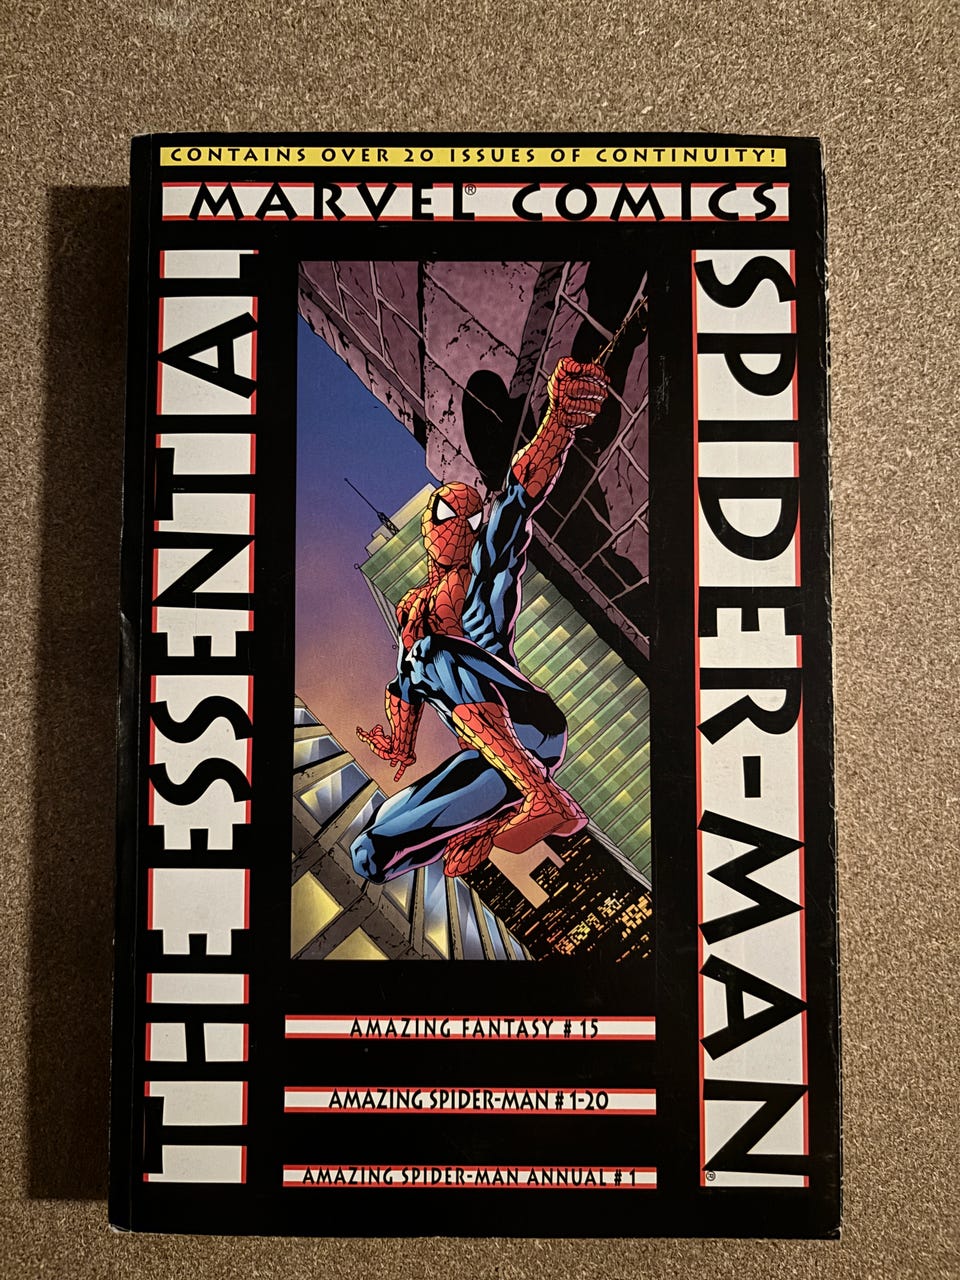 CONTAINS OVER 20 ISSUES OF CONTINUITY!
MARVEL® COMICS
THE ESSENTIAL
SPIDER-MAN®
AMAZING FANTASY #15
AMAZING SPIDER-MAN #1-20
AMAZING SPIDER-MAN ANNUAL #1